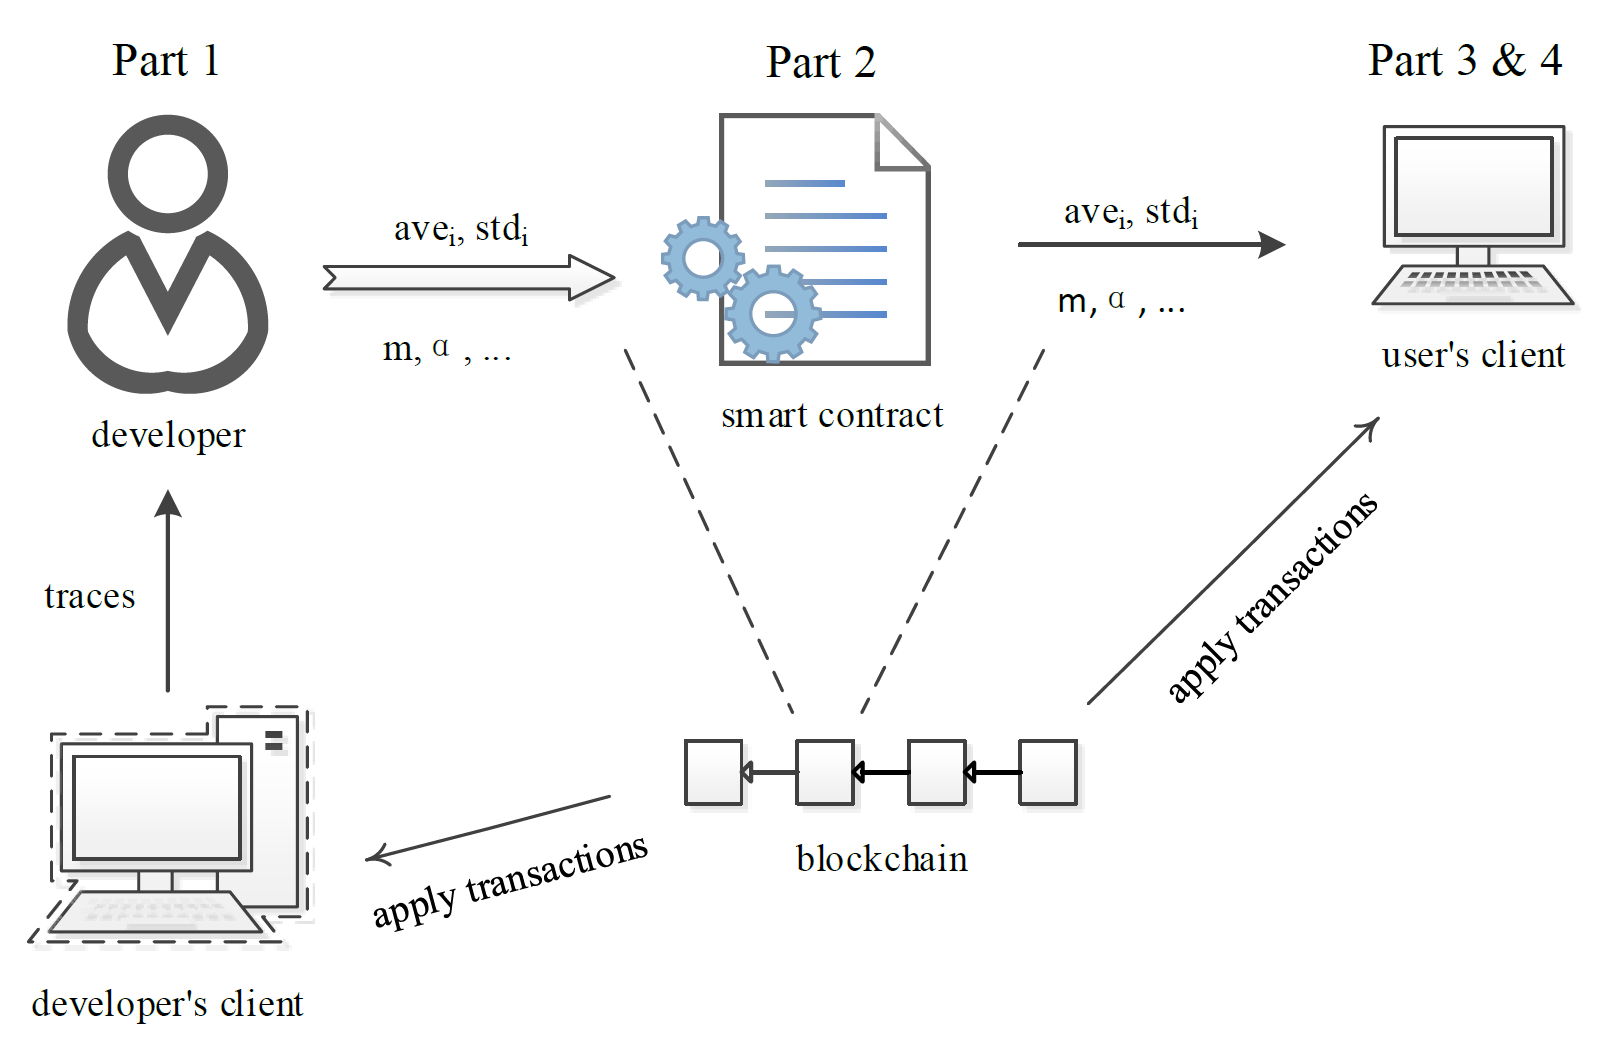 Part 1
Part 2
Part 3 & 4
aveᵢ, stdᵢ
m, α , ...
aveᵢ, stdᵢ
m, α , ...
developer
smart contract
user's client
traces
apply transactions
apply transactions
blockchain
developer's client